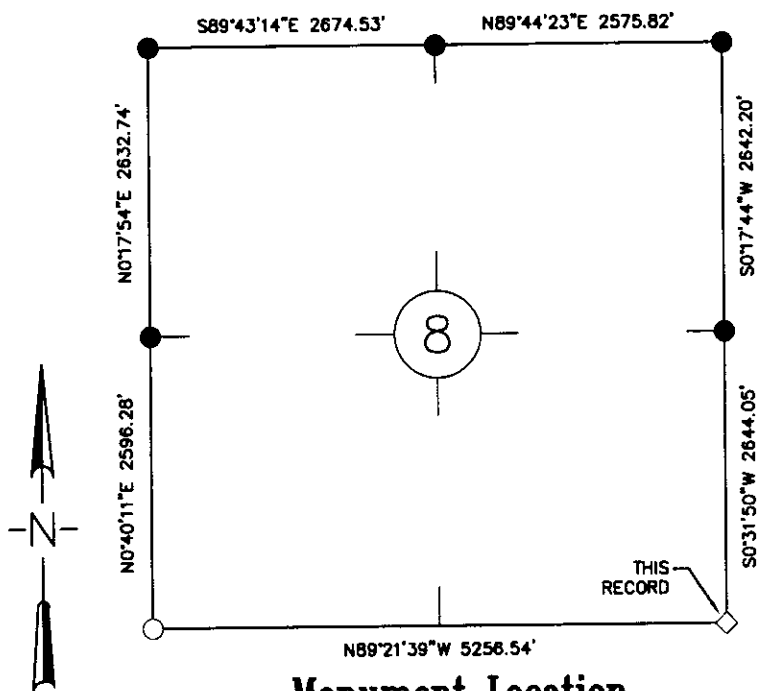 S89°43'14"E 2674.53'
N89°44'23"E 2575.82'
N0°17'54"E 2632.74'
S0°17'44"W 2642.20'
8
N0°40'11"E 2596.28'
S0°31'50"W 2644.05'
-N-
THIS
RECORD
N89°21'39"W 5256.54'
Monument Location